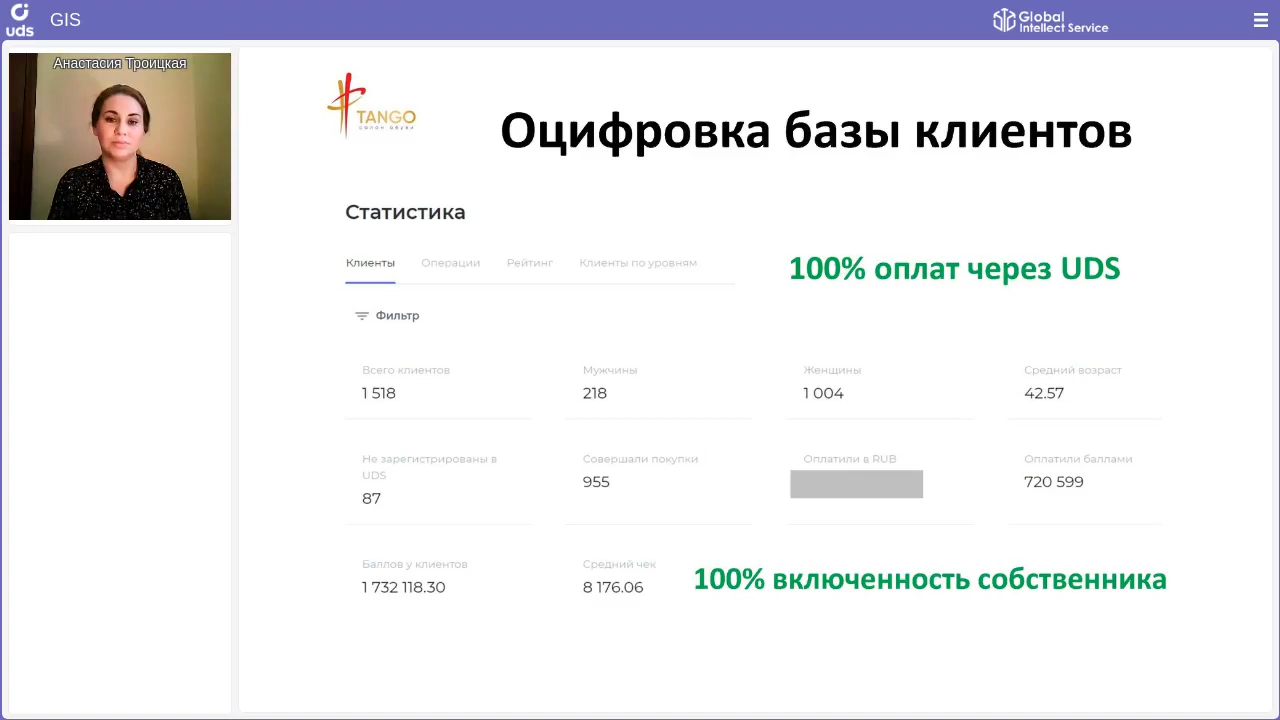 uds
GIS
Global
Intellect Service
Анастасия Троицкая
TANGO
салон обуви
Оцифровка базы клиентов
Статистика
Клиенты
Операции
Рейтинг
Клиенты по уровням
100% оплат через UDS
Фильтр
Всего клиентов
1 518
Мужчины
218
Женщины
1 004
Средний возраст
42.57
Не зарегистрированы в
UDS
87
Совершали покупки
955
Оплатили в RUB
Оплатили баллами
720 599
Баллов у клиентов
1 732 118.30
Средний чек
8 176.06
100% включенность собственника